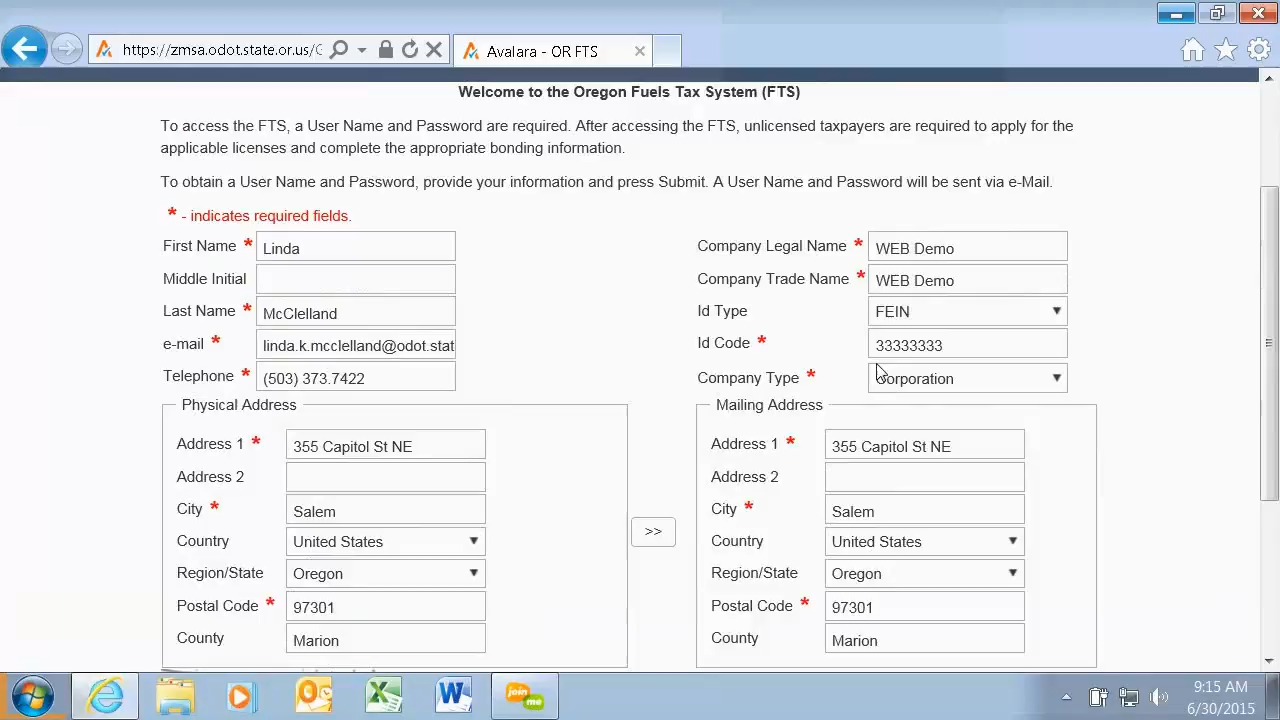 https://zmsa.odot.state.or.us/
Avalara - OR FTS
Welcome to the Oregon Fuels Tax System (FTS)
To access the FTS, a User Name and Password are required. After accessing the FTS, unlicensed taxpayers are required to apply for the
applicable licenses and complete the appropriate bonding information.
To obtain a User Name and Password, provide your information and press Submit. A User Name and Password will be sent via e-Mail.
* - indicates required fields.
First Name * Linda
Middle Initial
Last Name * McClelland
e-mail * linda.k.mcclelland@odot.stat
Telephone * (503) 373.7422
Company Legal Name * WEB Demo
Company Trade Name * WEB Demo
Id Type FEIN
Id Code * 33333333
Company Type * Corporation
Physical Address
Address 1 * 355 Capitol St NE
Address 2
City * Salem
Country United States
Region/State Oregon
Postal Code * 97301
County Marion
>>
Mailing Address
Address 1 * 355 Capitol St NE
Address 2
City * Salem
Country United States
Region/State Oregon
Postal Code * 97301
County Marion
join
me
9:15 AM
6/30/2015